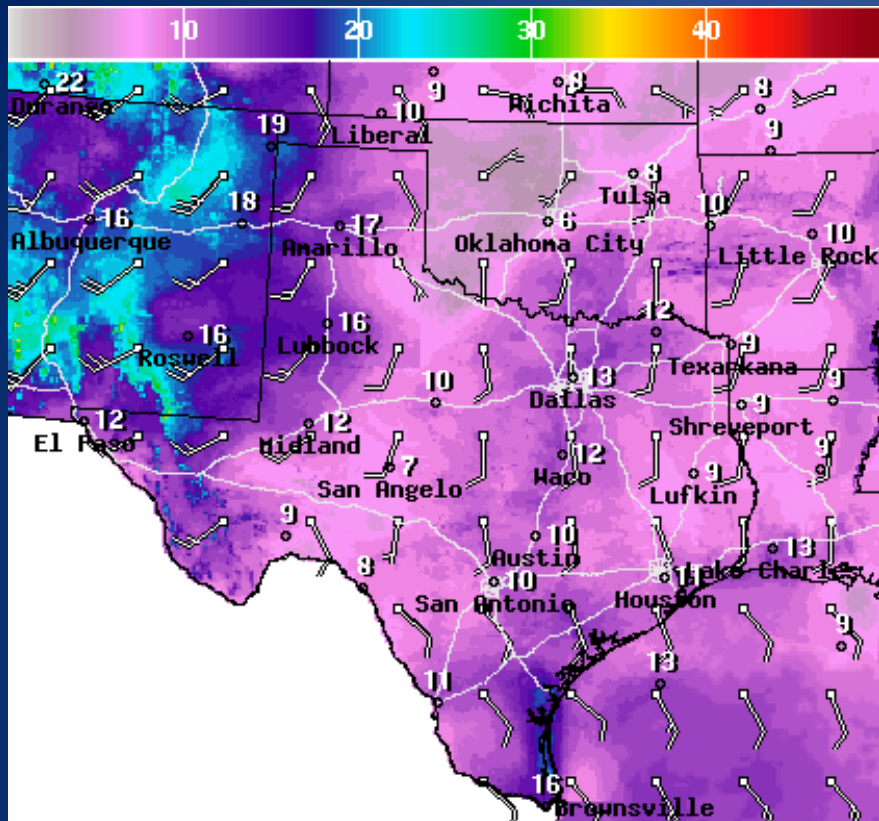 10 20 30 40
22 9 8 8
Durango Wichita
10
Liberal
19 9
8
Tulsa
16 18 17 6 10 10
Albuquerque Amarillo Oklahoma City Little Rock
16 16 12
Roswell Lubbock 9
Texarkana
13
10 Dallas 9 9
12 12 Shreveport
El Paso Midland
7 12 9 9
San Angelo Waco Lufkin
9 10 13
Austin Lake Charles
8 10 11
San Antonio Houston
9
11 13
16
Brownsville